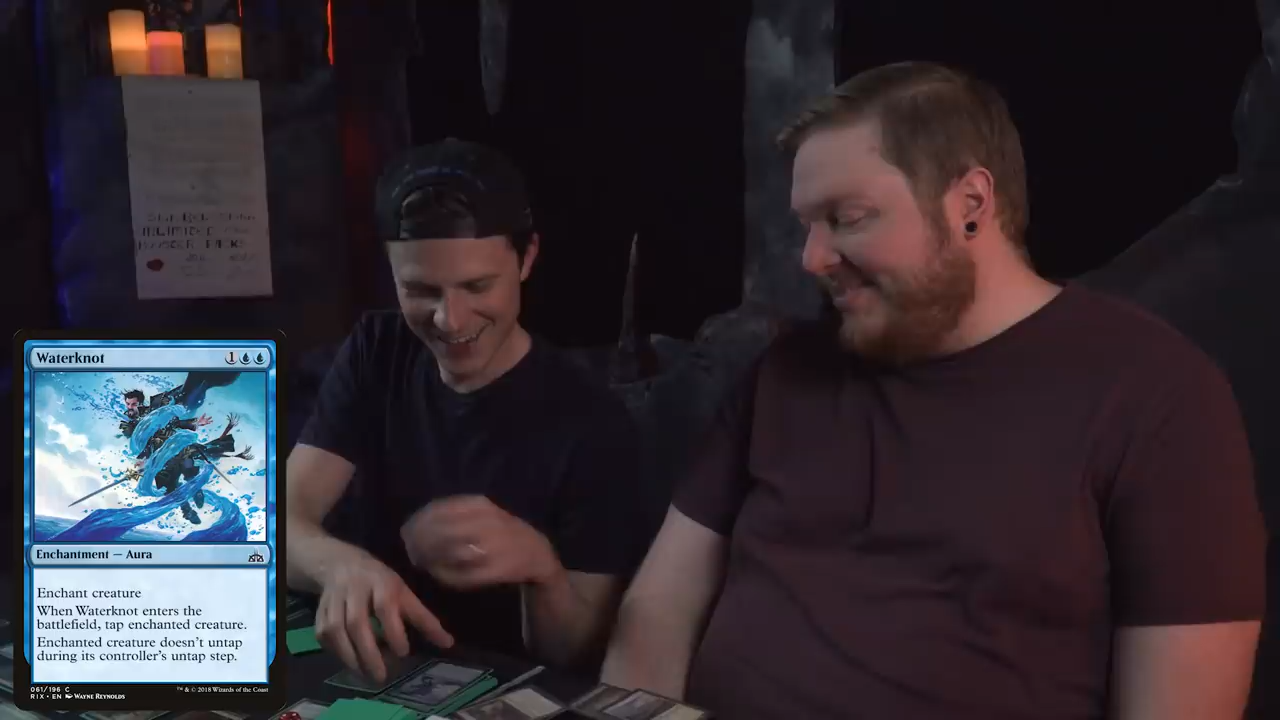 Waterknot 1
Enchantment — Aura
Enchant creature
When Waterknot enters the
battlefield, tap enchanted creature.
Enchanted creature doesn't untap
during its controller's untap step.
061/196 C
RIX • EN Wayne Reynolds
™ & © 2018 Wizards of the Coast